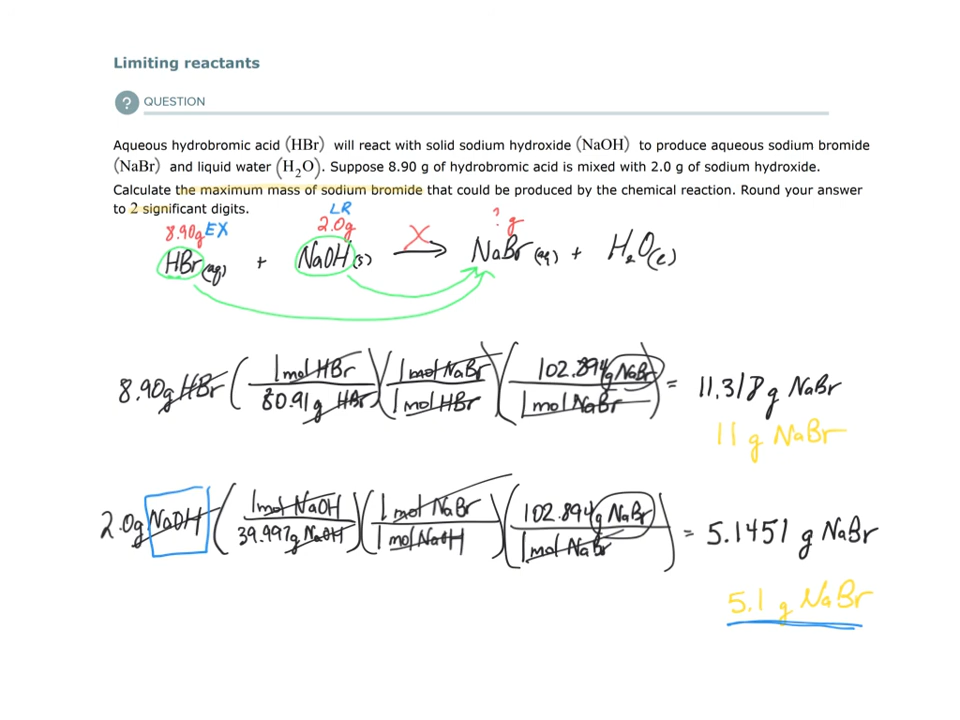 Limiting reactants
? QUESTION
Aqueous hydrobromic acid (HBr) will react with solid sodium hydroxide (NaOH) to produce aqueous sodium bromide
(NaBr) and liquid water (H₂O). Suppose 8.90 g of hydrobromic acid is mixed with 2.0 g of sodium hydroxide.
Calculate the maximum mass of sodium bromide that could be produced by the chemical reaction. Round your answer
to 2 significant digits.
LR
8.90g EX 2.0g ? g
HBr(aq) + NaOH(s) → NaBr(aq) + H₂O(l)
8.90g HBr (1 mol HBr / 80.91g HBr)(1 mol NaBr / 1 mol HBr)(102.894g NaBr / 1 mol NaBr) = 11.318 g NaBr
11 g NaBr
2.0g NaOH (1 mol NaOH / 39.997g NaOH)(1 mol NaBr / 1 mol NaOH)(102.894g NaBr / 1 mol NaBr) = 5.1451 g NaBr
5.1 g NaBr